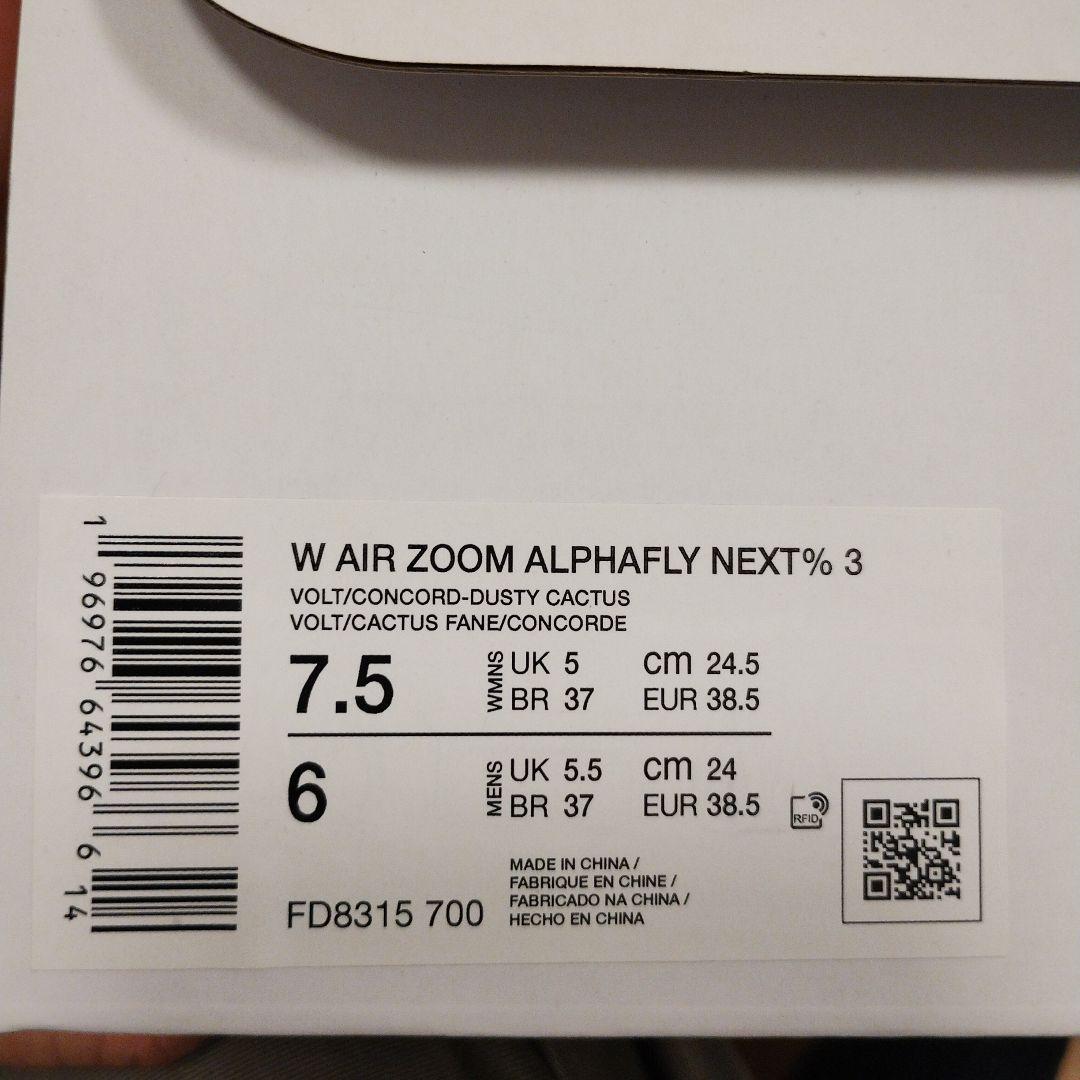 W AIR ZOOM ALPHAFLY NEXT% 3
VOLT/CONCORD-DUSTY CACTUS
VOLT/CACTUS FANE/CONCORDE
7.5 WMNS UK 5 cm 24.5
BR 37 EUR 38.5
6 MENS UK 5.5 cm 24
BR 37 EUR 38.5
RFID
MADE IN CHINA /
FABRIQUE EN CHINE /
FABRICADO NA CHINA /
HECHO EN CHINA
FD8315 700
1 96976 64396 6 14